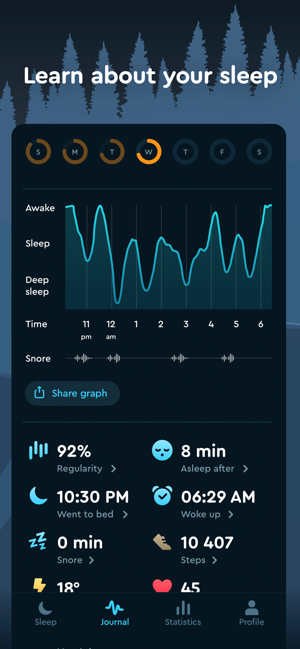 Learn about your sleep
S M T W T F S
Awake
Sleep
Deep
sleep
Time 11 12 1 2 3 4 5 6
pm am
Snore
Share graph
92% 8 min
Regularity Asleep after
10:30 PM 06:29 AM
Went to bed Woke up
0 min 10 407
Snore Steps
18° 45
Sleep Journal Statistics Profile